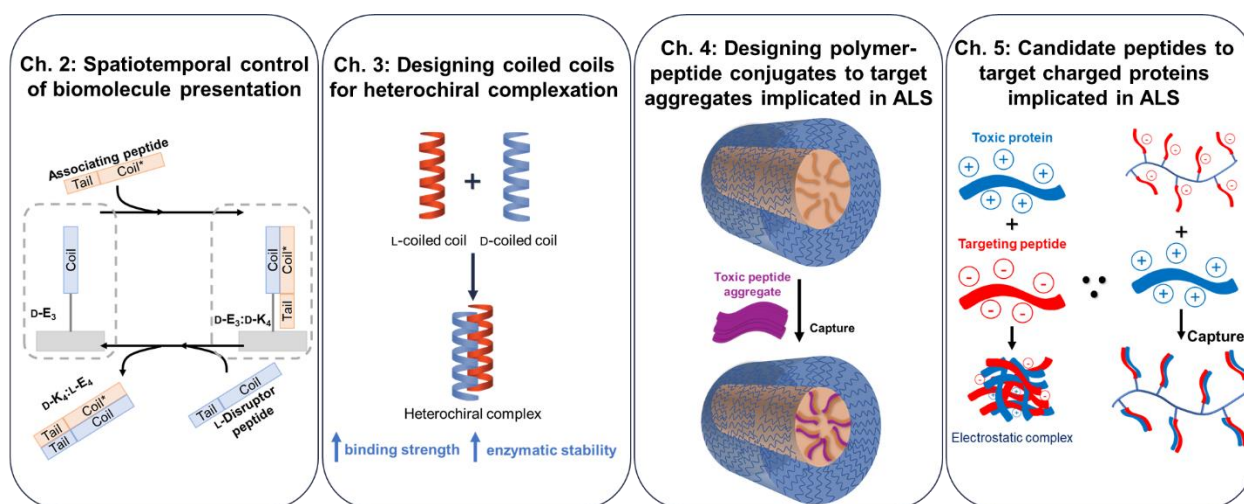 Ch. 2: Spatiotemporal control
of biomolecule presentation
Associating peptide
Tail
Coil*
Coil
D-E3
Coil
Coil*
Tail
D-E3:D-K4
D-K4:L-E4
Tail
Coil*
Tail
Coil
Tail
Coil
L-Disruptor
peptide
Ch. 3: Designing coiled coils
for heterochiral complexation
+
L-coiled coil
D-coiled coil
Heterochiral complex
binding strength
enzymatic stability
Ch. 4: Designing polymer-
peptide conjugates to target
aggregates implicated in ALS
Toxic peptide
aggregate
Capture
Ch. 5: Candidate peptides to
target charged proteins
implicated in ALS
Toxic protein
+
Targeting peptide
Electrostatic complex
+
Capture